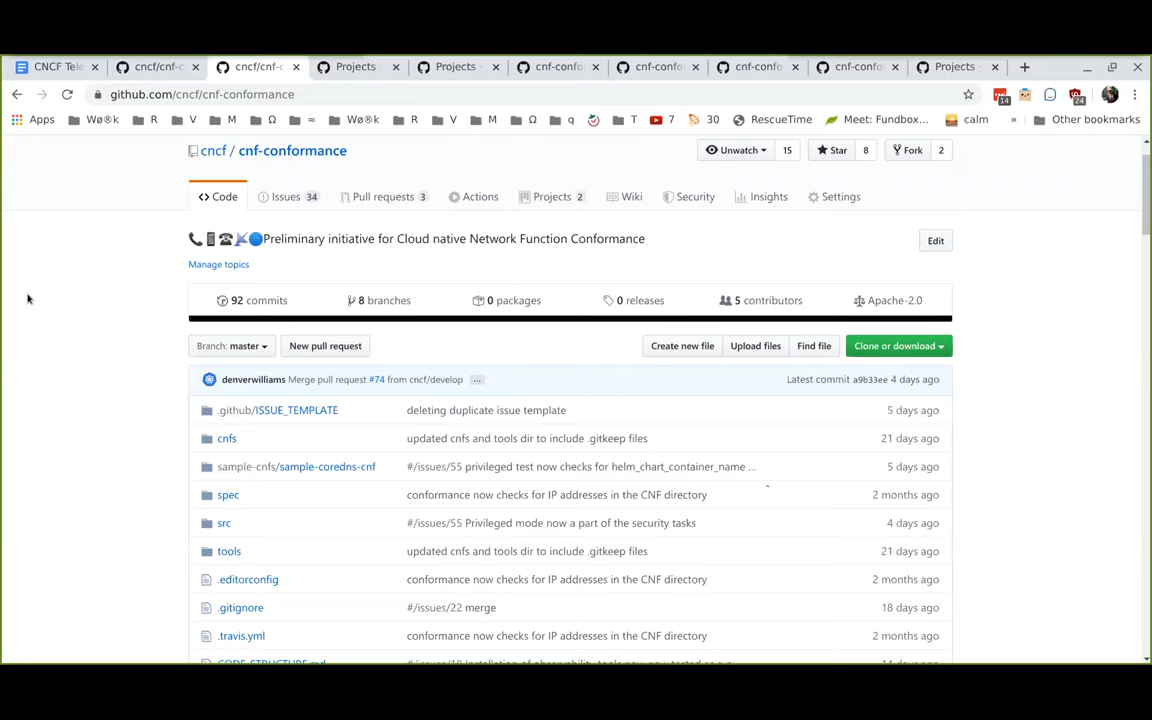 CNCF Tele cncf/cnf-c cncf/cnf-c Projects Projects cnf-confo cnf-confo cnf-confo cnf-confo Projects
github.com/cncf/cnf-conformance 14 24
Apps Wø®k R V M Ω ≈ Wø®k R V M Ω q T 7 30 RescueTime Meet: Fundbox... calm » Other bookmarks
cncf / cnf-conformance Unwatch 15 Star 8 Fork 2
Code Issues 34 Pull requests 3 Actions Projects 2 Wiki Security Insights Settings
📞📱☎📡🔵Preliminary initiative for Cloud native Network Function Conformance Edit
Manage topics
92 commits 8 branches 0 packages 0 releases 5 contributors Apache-2.0
Branch: master New pull request Create new file Upload files Find file Clone or download
denverwilliams Merge pull request #74 from cncf/develop ... Latest commit a9b33ee 4 days ago
.github/ISSUE_TEMPLATE deleting duplicate issue template 5 days ago
cnfs updated cnfs and tools dir to include .gitkeep files 21 days ago
sample-cnfs/sample-coredns-cnf #/issues/55 privileged test now checks for helm_chart_container_name ... 5 days ago
spec conformance now checks for IP addresses in the CNF directory 2 months ago
src #/issues/55 Privileged mode now a part of the security tasks 4 days ago
tools updated cnfs and tools dir to include .gitkeep files 21 days ago
.editorconfig conformance now checks for IP addresses in the CNF directory 2 months ago
.gitignore #/issues/22 merge 18 days ago
.travis.yml conformance now checks for IP addresses in the CNF directory 2 months ago